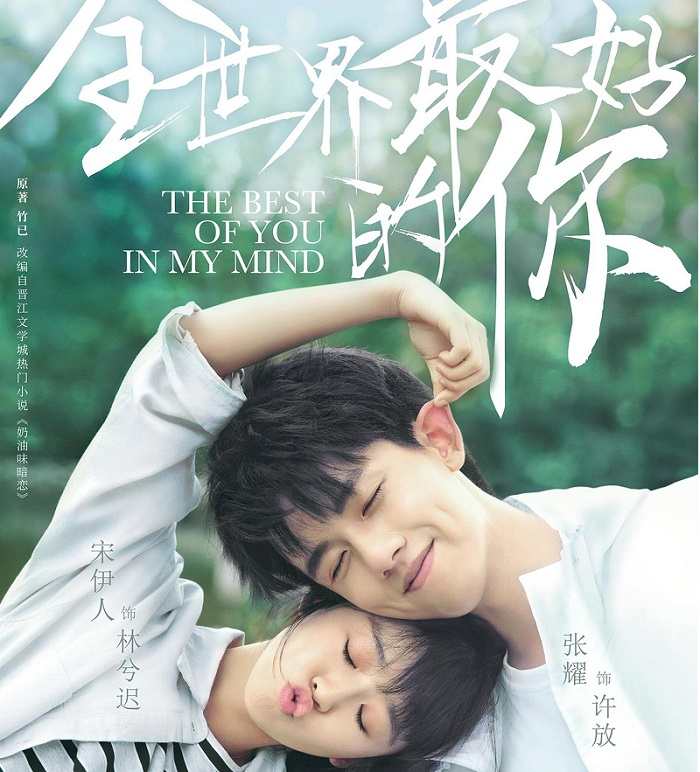 全世界最好
的你
THE BEST
OF YOU
IN MY MIND
原著 竹已 改编自晋江文学城热门小说《奶油味暗恋》
宋伊人 饰 林兮迟
张耀 饰 许放